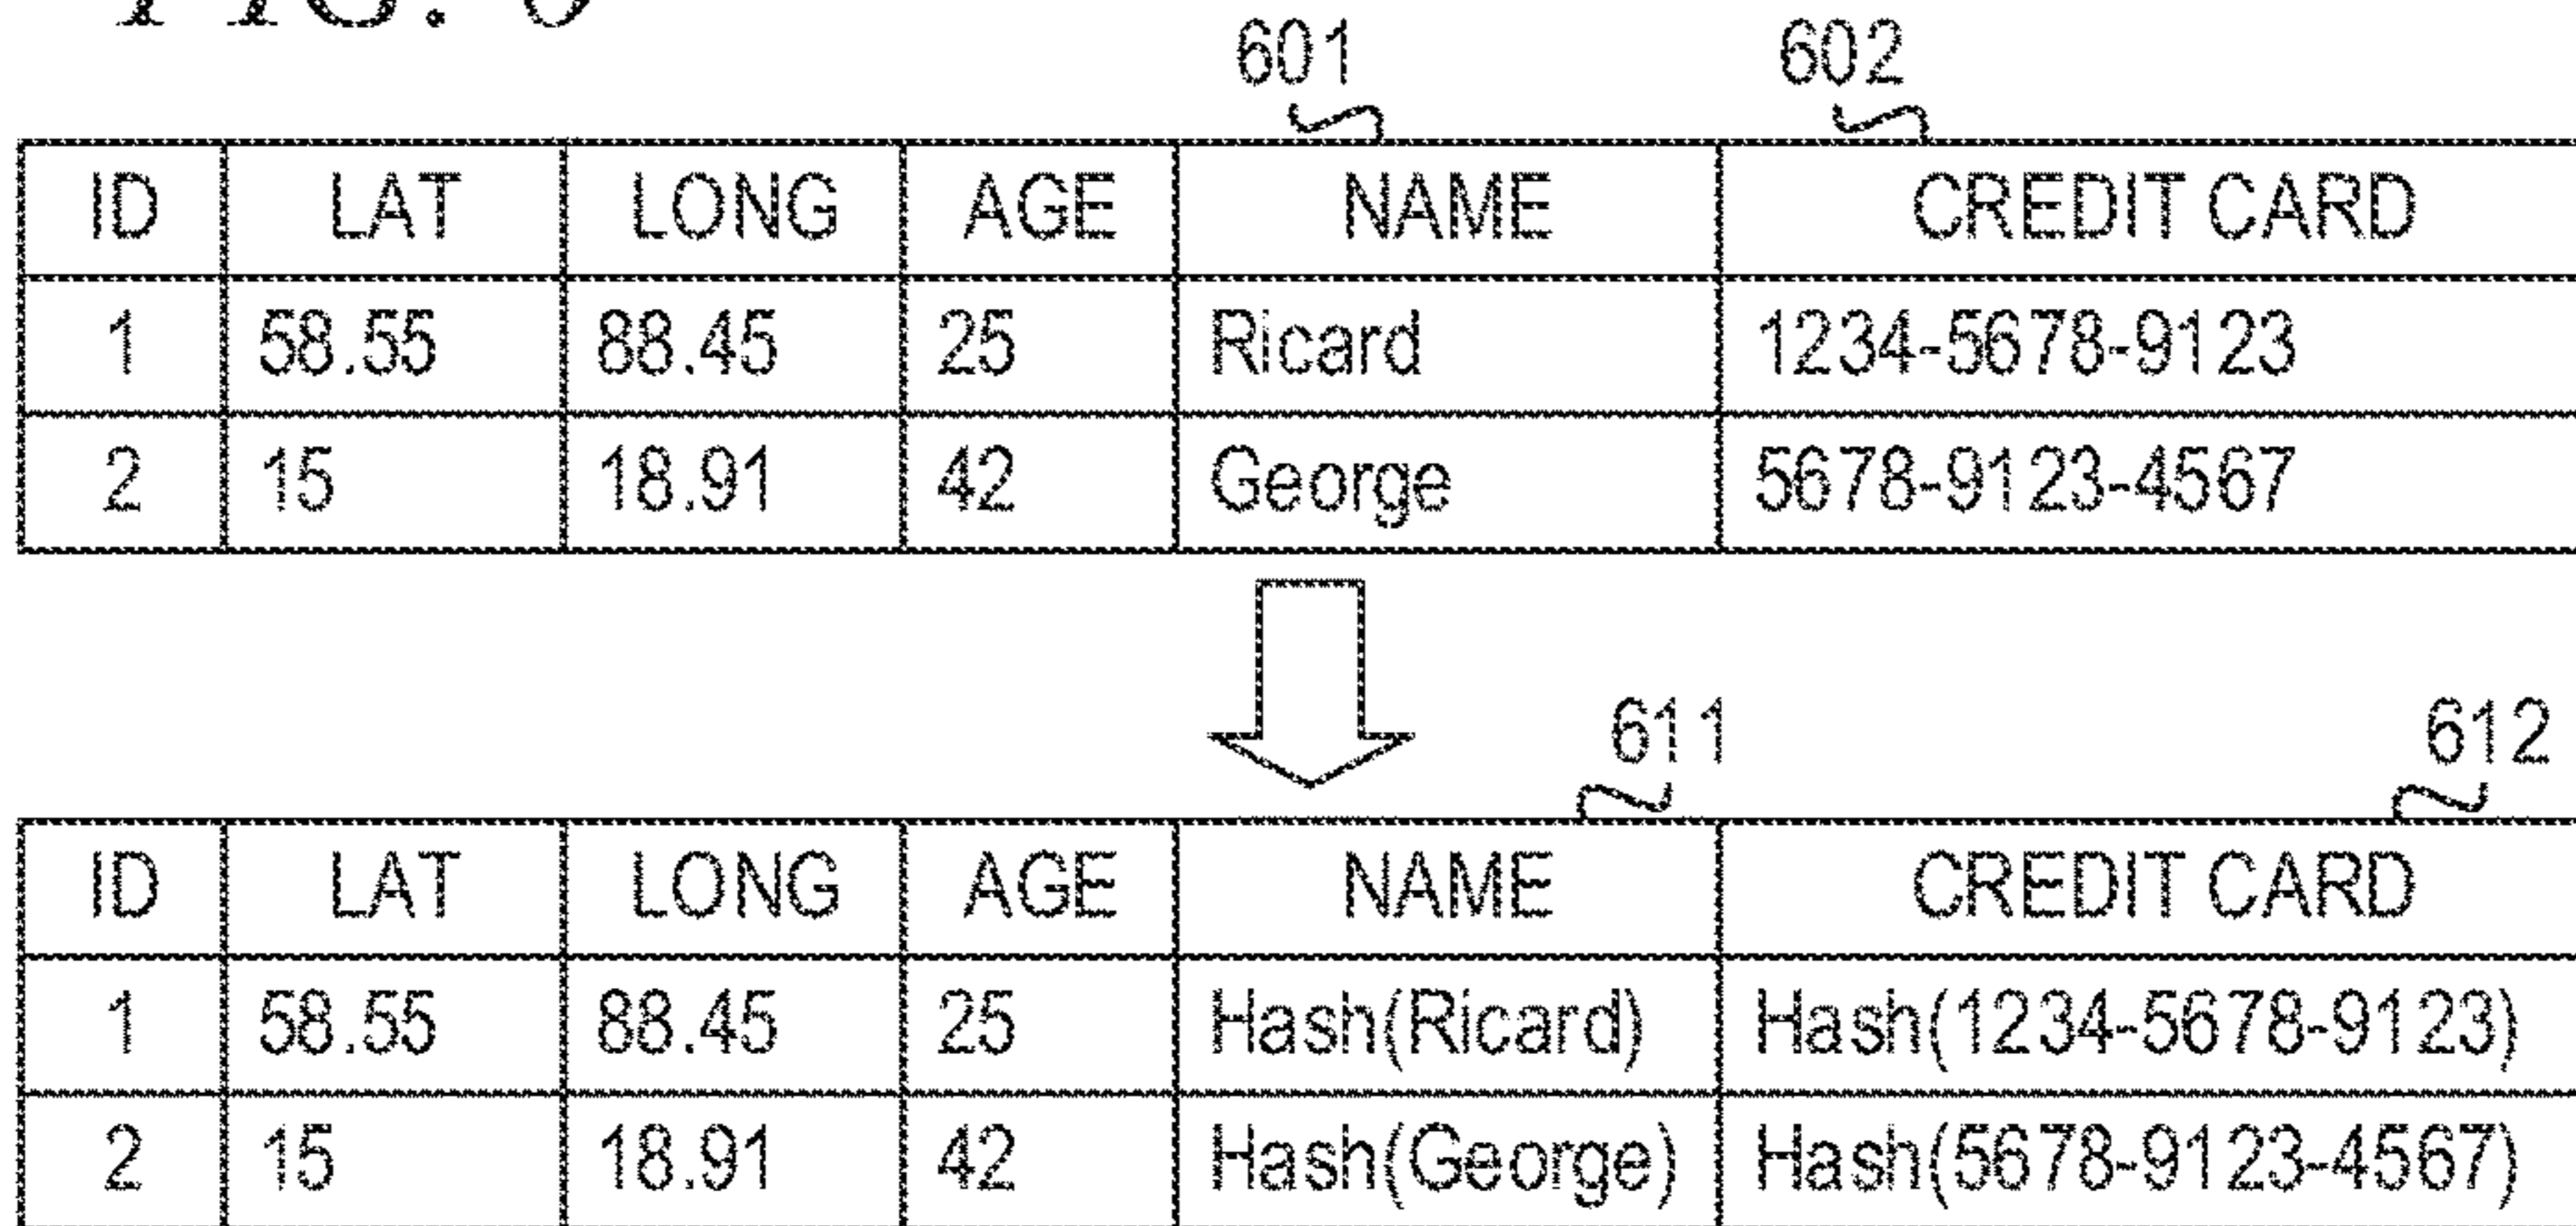 FIG. 6
601 602
ID LAT LONG AGE NAME CREDIT CARD
1 58.55 88.45 25 Ricard 1234-5678-9123
2 15 18.91 42 George 5678-9123-4567
611 612
ID LAT LONG AGE NAME CREDIT CARD
1 58.55 88.45 25 Hash(Ricard) Hash(1234-5678-9123)
2 15 18.91 42 Hash(George) Hash(5678-9123-4567)